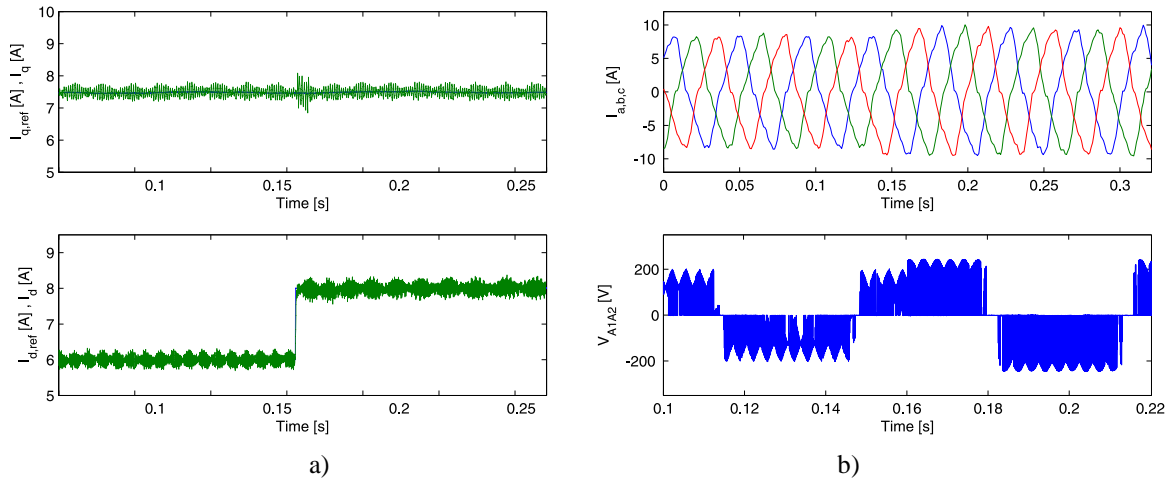 10
9
8
7
6
5
I_q,ref [A] , I_q [A]
0.1 0.15 0.2 0.25
Time [s]
9
8
7
6
5
I_d,ref [A] , I_d [A]
0.1 0.15 0.2 0.25
Time [s]
a)
10
5
0
-5
-10
I_a,b,c [A]
0 0.05 0.1 0.15 0.2 0.25 0.3
Time [s]
200
0
-200
V_A1A2 [V]
0.1 0.12 0.14 0.16 0.18 0.2 0.22
Time [s]
b)